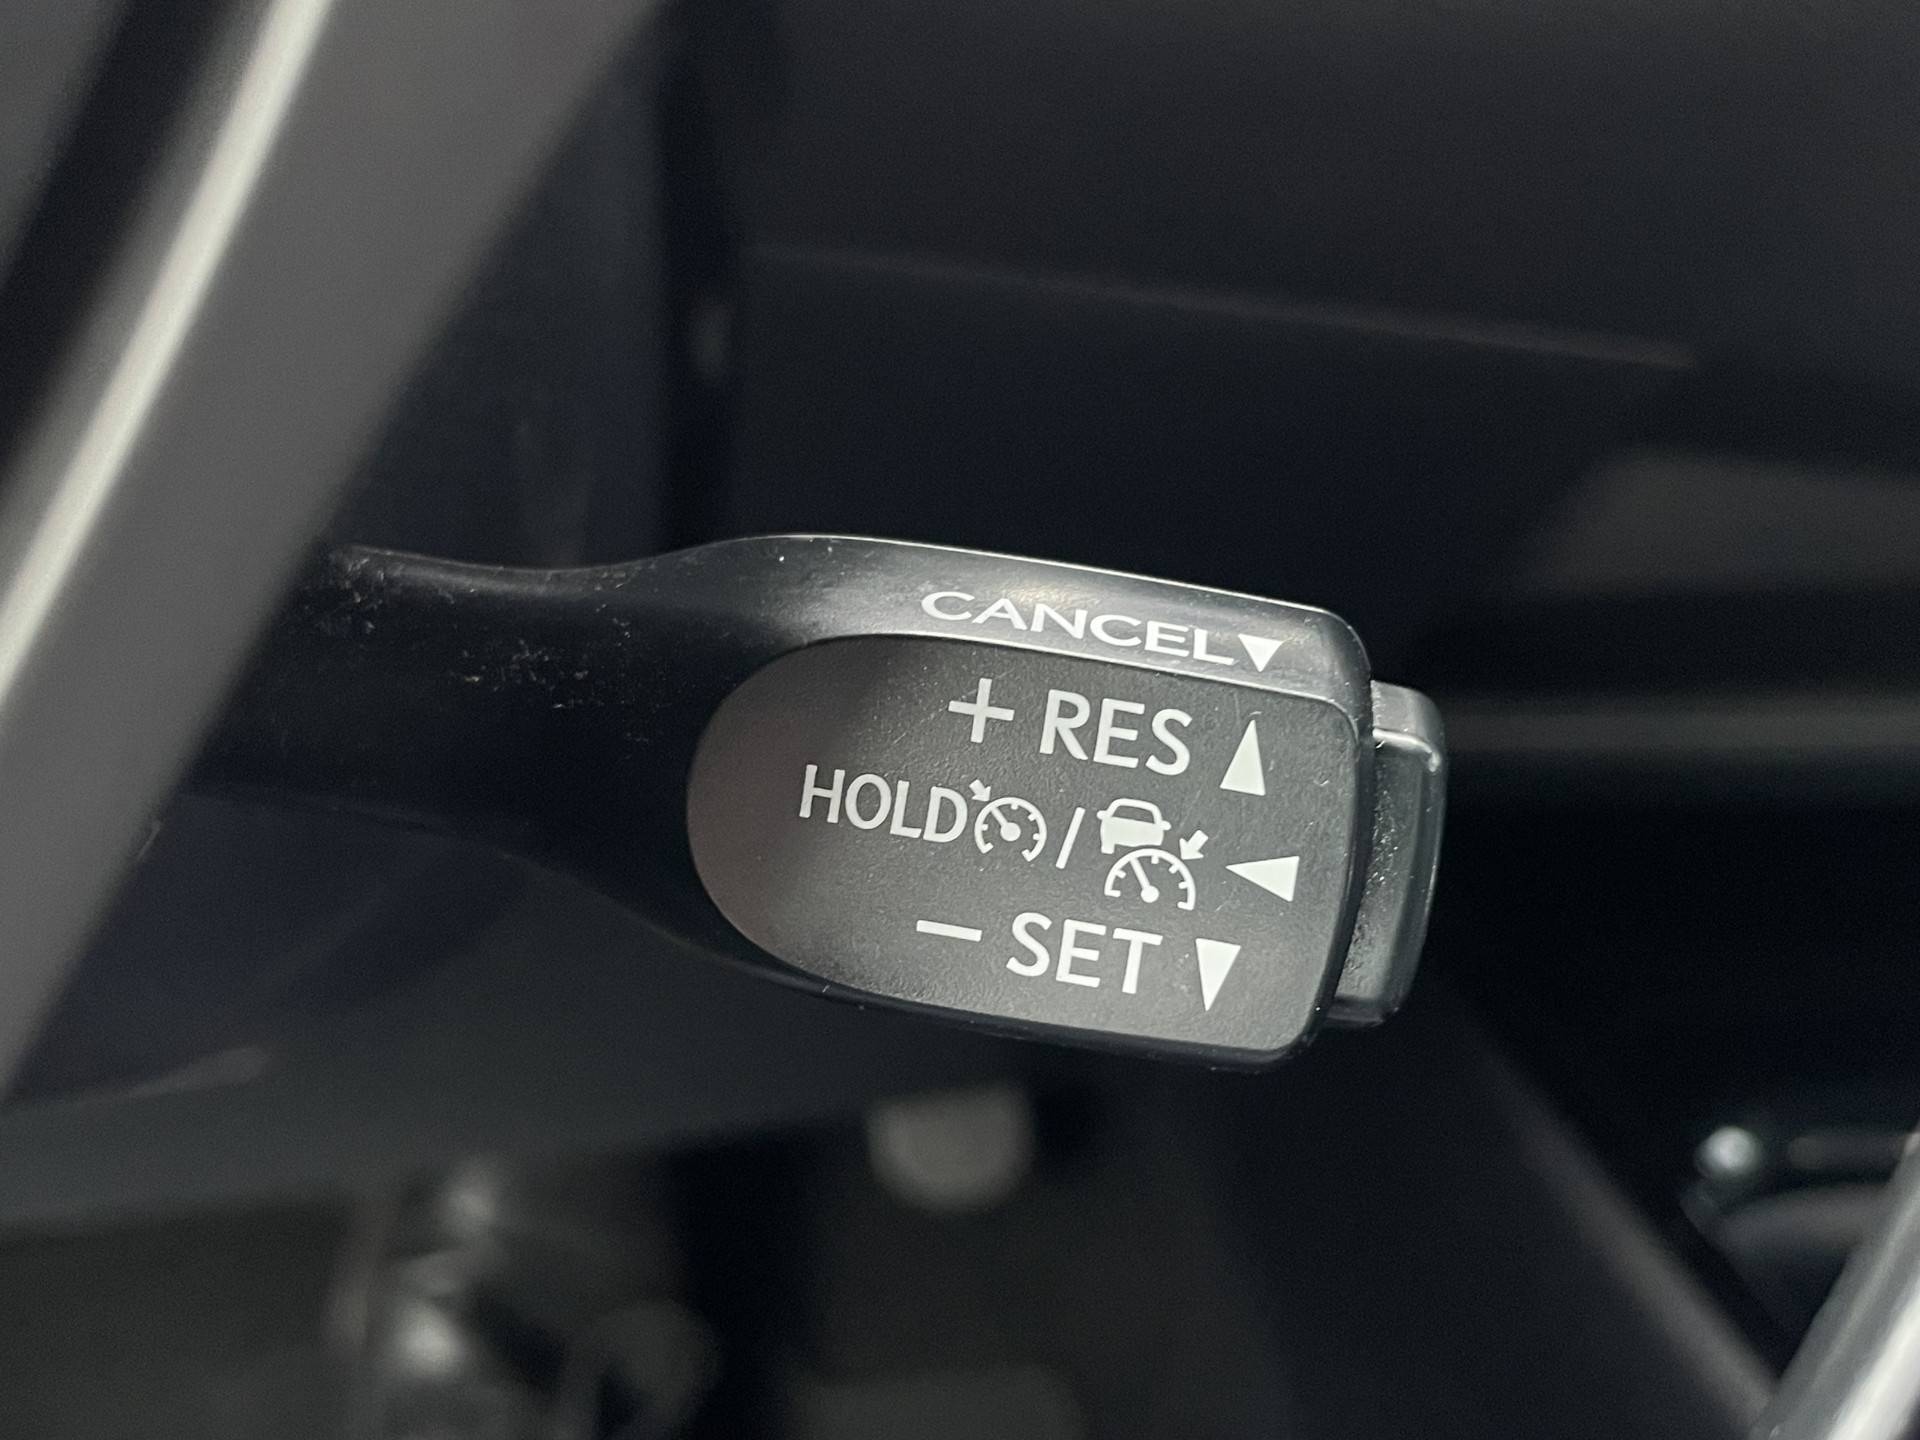 CANCEL▼
+ RES ▲
HOLD / ◀
- SET ▼